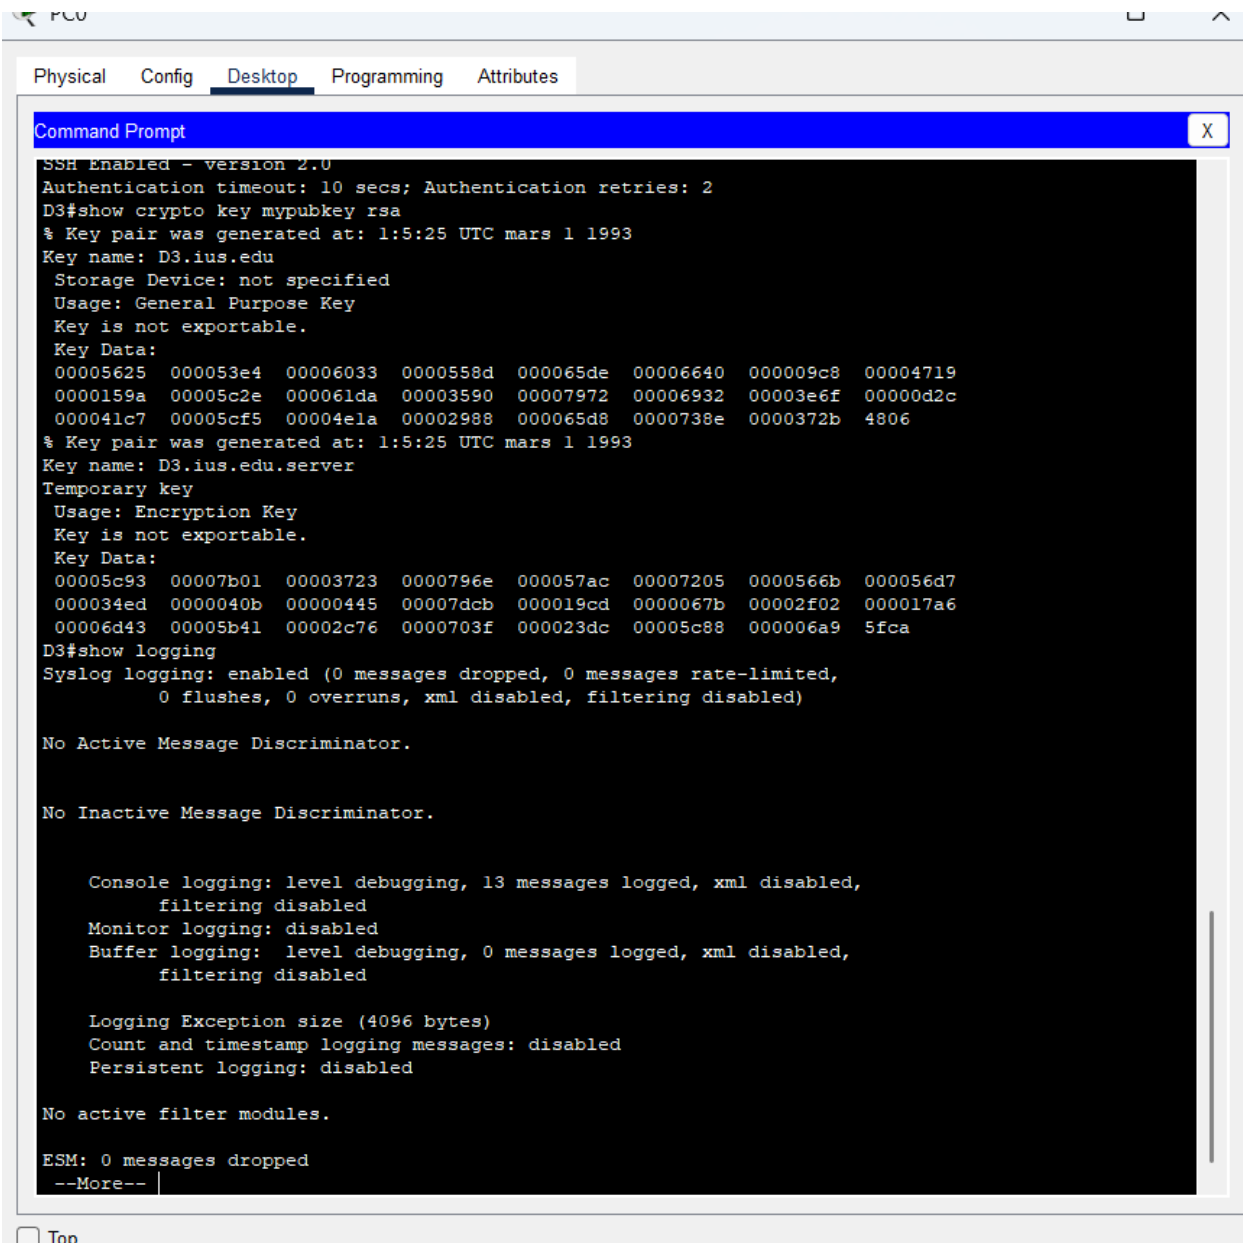 PC0
Physical Config Desktop Programming Attributes
Command Prompt X
SSH Enabled - version 2.0
Authentication timeout: 10 secs; Authentication retries: 2
D3#show crypto key mypubkey rsa
% Key pair was generated at: 1:5:25 UTC mars 1 1993
Key name: D3.ius.edu
Storage Device: not specified
Usage: General Purpose Key
Key is not exportable.
Key Data:
00005625 000053e4 00006033 0000558d 000065de 00006640 000009c8 00004719
0000159a 00005c2e 000061da 00003590 00007972 00006932 00003e6f 00000d2c
000041c7 00005cf5 00004e1a 00002988 000065d8 0000738e 0000372b 4806
% Key pair was generated at: 1:5:25 UTC mars 1 1993
Key name: D3.ius.edu.server
Temporary key
Usage: Encryption Key
Key is not exportable.
Key Data:
00005c93 00007b01 00003723 0000796e 000057ac 00007205 0000566b 000056d7
000034ed 0000040b 00000445 00007dcb 000019cd 0000067b 00002f02 000017a6
00006d43 00005b41 00002c76 0000703f 000023dc 00005c88 000006a9 5fca
D3#show logging
Syslog logging: enabled (0 messages dropped, 0 messages rate-limited,
0 flushes, 0 overruns, xml disabled, filtering disabled)
No Active Message Discriminator.
No Inactive Message Discriminator.
Console logging: level debugging, 13 messages logged, xml disabled,
filtering disabled
Monitor logging: disabled
Buffer logging: level debugging, 0 messages logged, xml disabled,
filtering disabled
Logging Exception size (4096 bytes)
Count and timestamp logging messages: disabled
Persistent logging: disabled
No active filter modules.
ESM: 0 messages dropped
--More--
Top